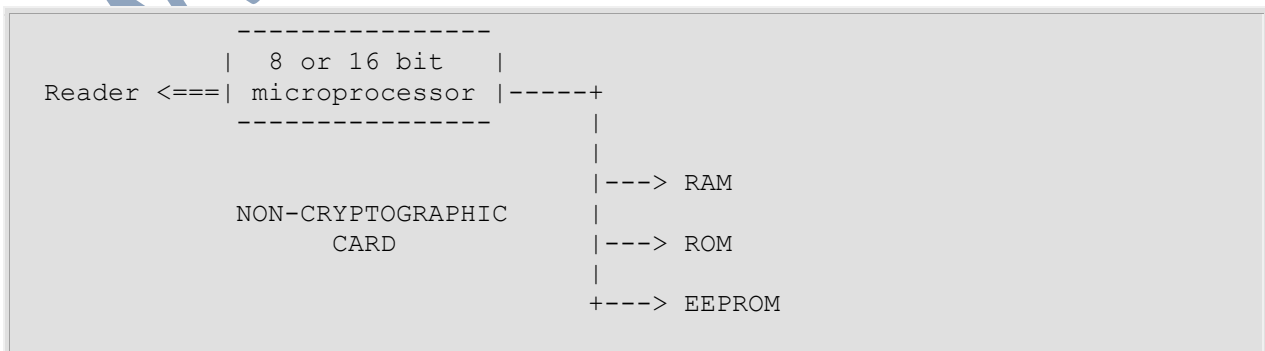 ----------------
| 8 or 16 bit |
Reader <===| microprocessor |-----+
---------------- |
|
|---> RAM
NON-CRYPTOGRAPHIC |
CARD |---> ROM
|
+---> EEPROM